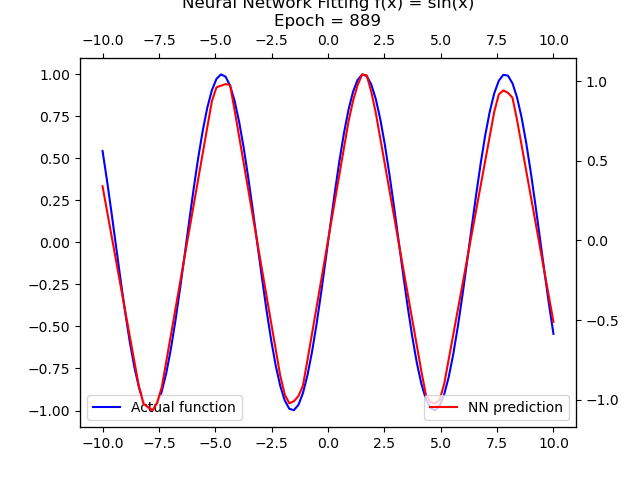 Neural Network Fitting f(x) = sin(x)
Epoch = 889
−10.0 −7.5 −5.0 −2.5 0.0 2.5 5.0 7.5 10.0
1.00
0.75
0.50
0.25
0.00
−0.25
−0.50
−0.75
−1.00
1.0
0.5
0.0
−0.5
−1.0
Actual function
NN prediction
−10.0 −7.5 −5.0 −2.5 0.0 2.5 5.0 7.5 10.0